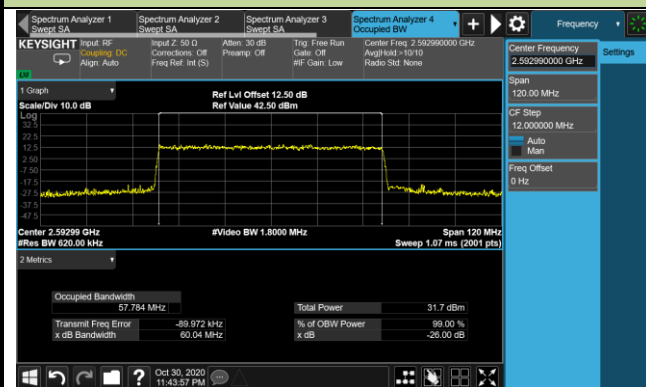 Spectrum Analyzer 1
Swept SA
Spectrum Analyzer 2
Swept SA
Spectrum Analyzer 3
Swept SA
Spectrum Analyzer 4
Occupied BW
Frequency
KEYSIGHT
Input: RF
Coupling: DC
Align: Auto
Input Z: 50 Ω
Corrections: Off
Freq Ref: Int (S)
Atten: 30 dB
Preamp: Off
Trig: Free Run
Gate: Off
#IF Gain: Low
Center Freq: 2.592990000 GHz
Avg|Hold:>10/10
Radio Std: None
LXI
Center Frequency
2.592990000 GHz
Settings
Span
120.00 MHz
CF Step
12.000000 MHz
Auto
Man
Freq Offset
0 Hz
1 Graph
Scale/Div 10.0 dB
Ref Lvl Offset 12.50 dB
Ref Value 42.50 dBm
Log
32.5
22.5
12.5
2.50
-7.50
-17.5
-27.5
-37.5
-47.5
Center 2.59299 GHz
#Res BW 620.00 kHz
#Video BW 1.8000 MHz
Span 120 MHz
Sweep 1.07 ms (2001 pts)
2 Metrics
Occupied Bandwidth
57.784 MHz
Total Power
31.7 dBm
Transmit Freq Error
-89.972 kHz
% of OBW Power
99.00 %
x dB Bandwidth
60.04 MHz
x dB
-26.00 dB
?
Oct 30, 2020
11:43:57 PM